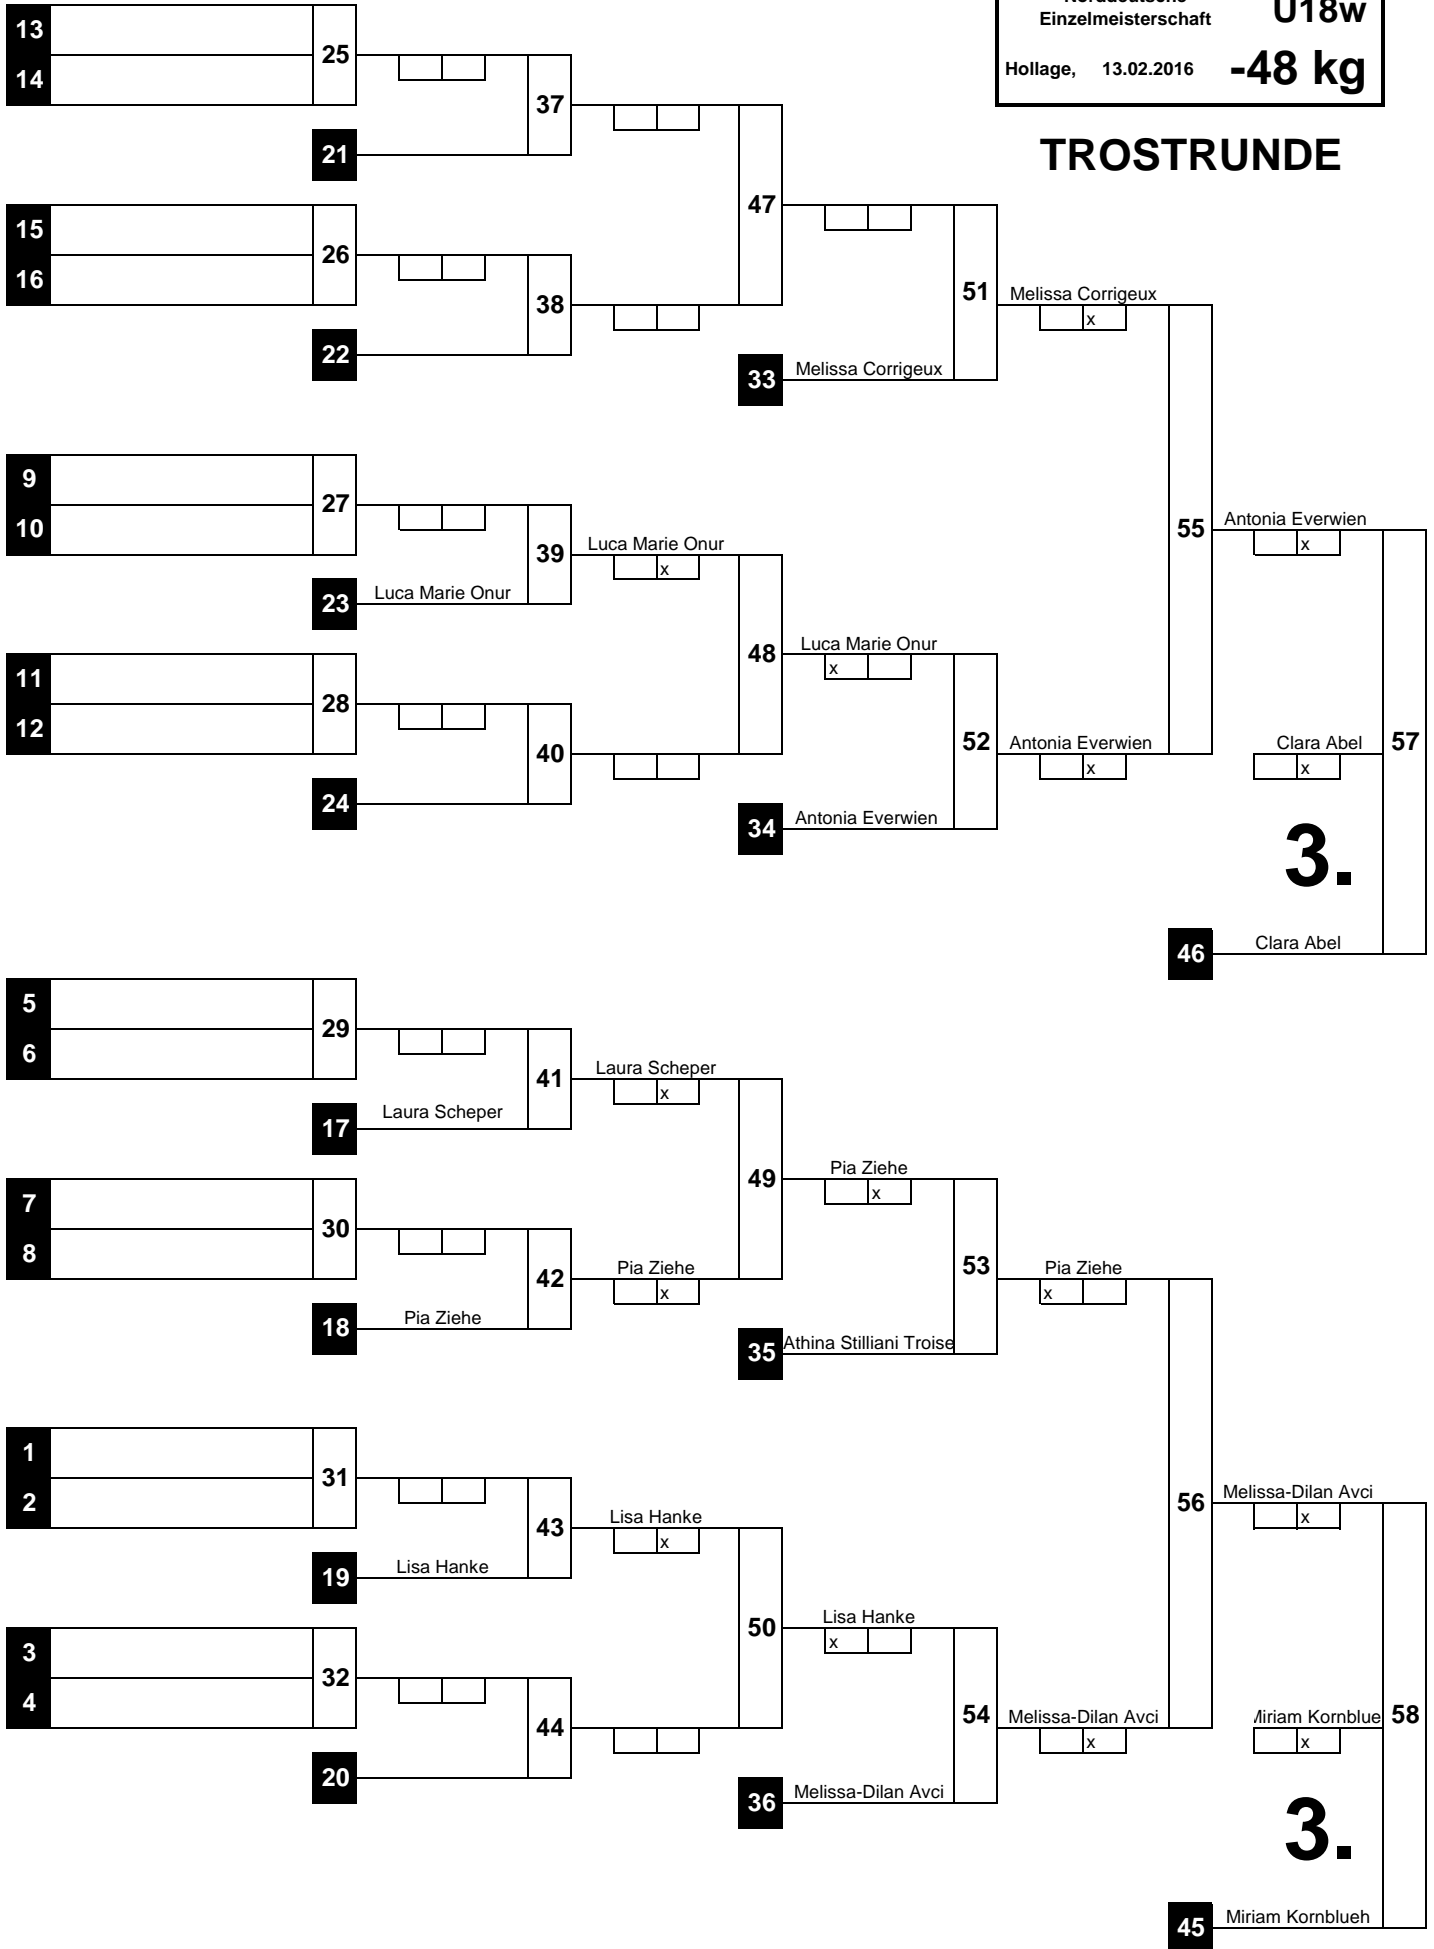 Norddeutsche
Einzelmeisterschaft
U18w
Hollage, 13.02.2016
-48 kg
TROSTRUNDE
13
14
25
37
21
47
15
16
26
38
22
51
Melissa Corrigeux
x
33
Melissa Corrigeux
9
10
27
39
Luca Marie Onur
x
23
Luca Marie Onur
55
Antonia Everwien
x
48
Luca Marie Onur
x
11
12
28
40
24
52
Antonia Everwien
x
34
Antonia Everwien
Clara Abel
x
57
3.
46
Clara Abel
5
6
29
41
Laura Scheper
x
17
Laura Scheper
49
Pia Ziehe
x
7
8
30
42
Pia Ziehe
x
18
Pia Ziehe
53
Pia Ziehe
x
35
Athina Stilliani Troise
1
2
31
43
Lisa Hanke
x
19
Lisa Hanke
56
Melissa-Dilan Avci
x
50
Lisa Hanke
x
3
4
32
44
20
54
Melissa-Dilan Avci
x
36
Melissa-Dilan Avci
Miriam Kornblue
x
58
3.
45
Miriam Kornblueh